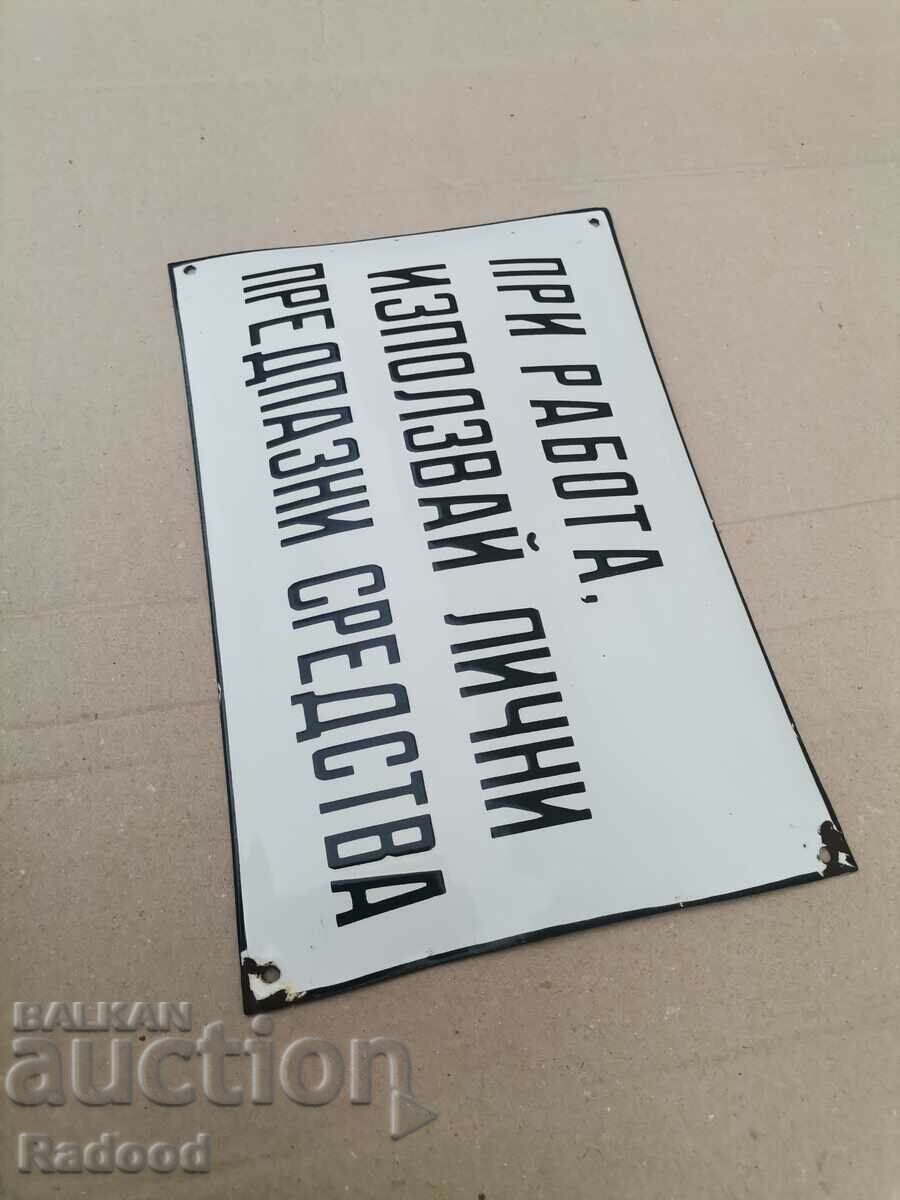 ПРИ РАБОТА,
ИЗПОЛЗВАЙ ЛИЧНИ
ПРЕДПАЗНИ СРЕДСТВА
BALKAN
auction
Radood